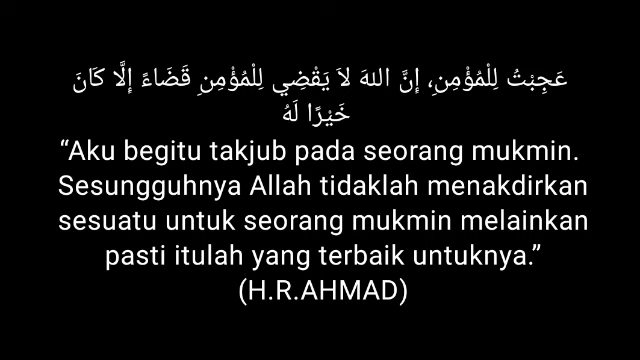 عَجِبْتُ لِلْمُؤْمِنِ، إِنَّ اللهَ لاَ يَقْضِي لِلْمُؤْمِنِ قَضَاءً إِلَّا كَانَ
خَيْرًا لَهُ
“Aku begitu takjub pada seorang mukmin.
Sesungguhnya Allah tidaklah menakdirkan
sesuatu untuk seorang mukmin melainkan
pasti itulah yang terbaik untuknya.”
(H.R.AHMAD)